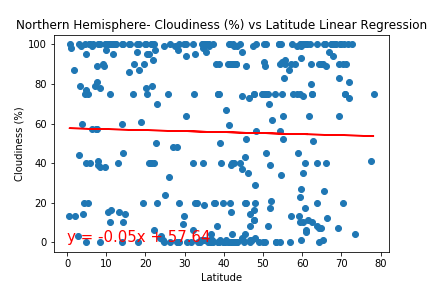 Northern Hemisphere- Cloudiness (%) vs Latitude Linear Regression
Cloudiness (%)
100
80
60
40
20
0
y = -0.05x + 57.64
0 10 20 30 40 50 60 70 80
Latitude